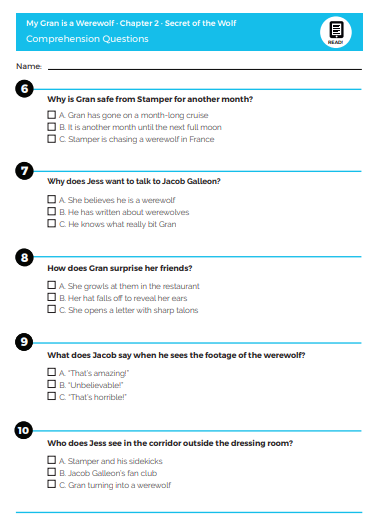 My Gran is a Werewolf · Chapter 2 · Secret of the Wolf
Comprehension Questions
READ!
Name:
6
Why is Gran safe from Stamper for another month?
A. Gran has gone on a month-long cruise
B. It is another month until the next full moon
C. Stamper is chasing a werewolf in France
7
Why does Jess want to talk to Jacob Galleon?
A. She believes he is a werewolf
B. He has written about werewolves
C. He knows what really bit Gran
8
How does Gran surprise her friends?
A. She growls at them in the restaurant
B. Her hat falls off to reveal her ears
C. She opens a letter with sharp talons
9
What does Jacob say when he sees the footage of the werewolf?
A. "That's amazing!"
B. "Unbelievable!"
C. "That's horrible!"
10
Who does Jess see in the corridor outside the dressing room?
A. Stamper and his sidekicks
B. Jacob Galleon's fan club
C. Gran turning into a werewolf